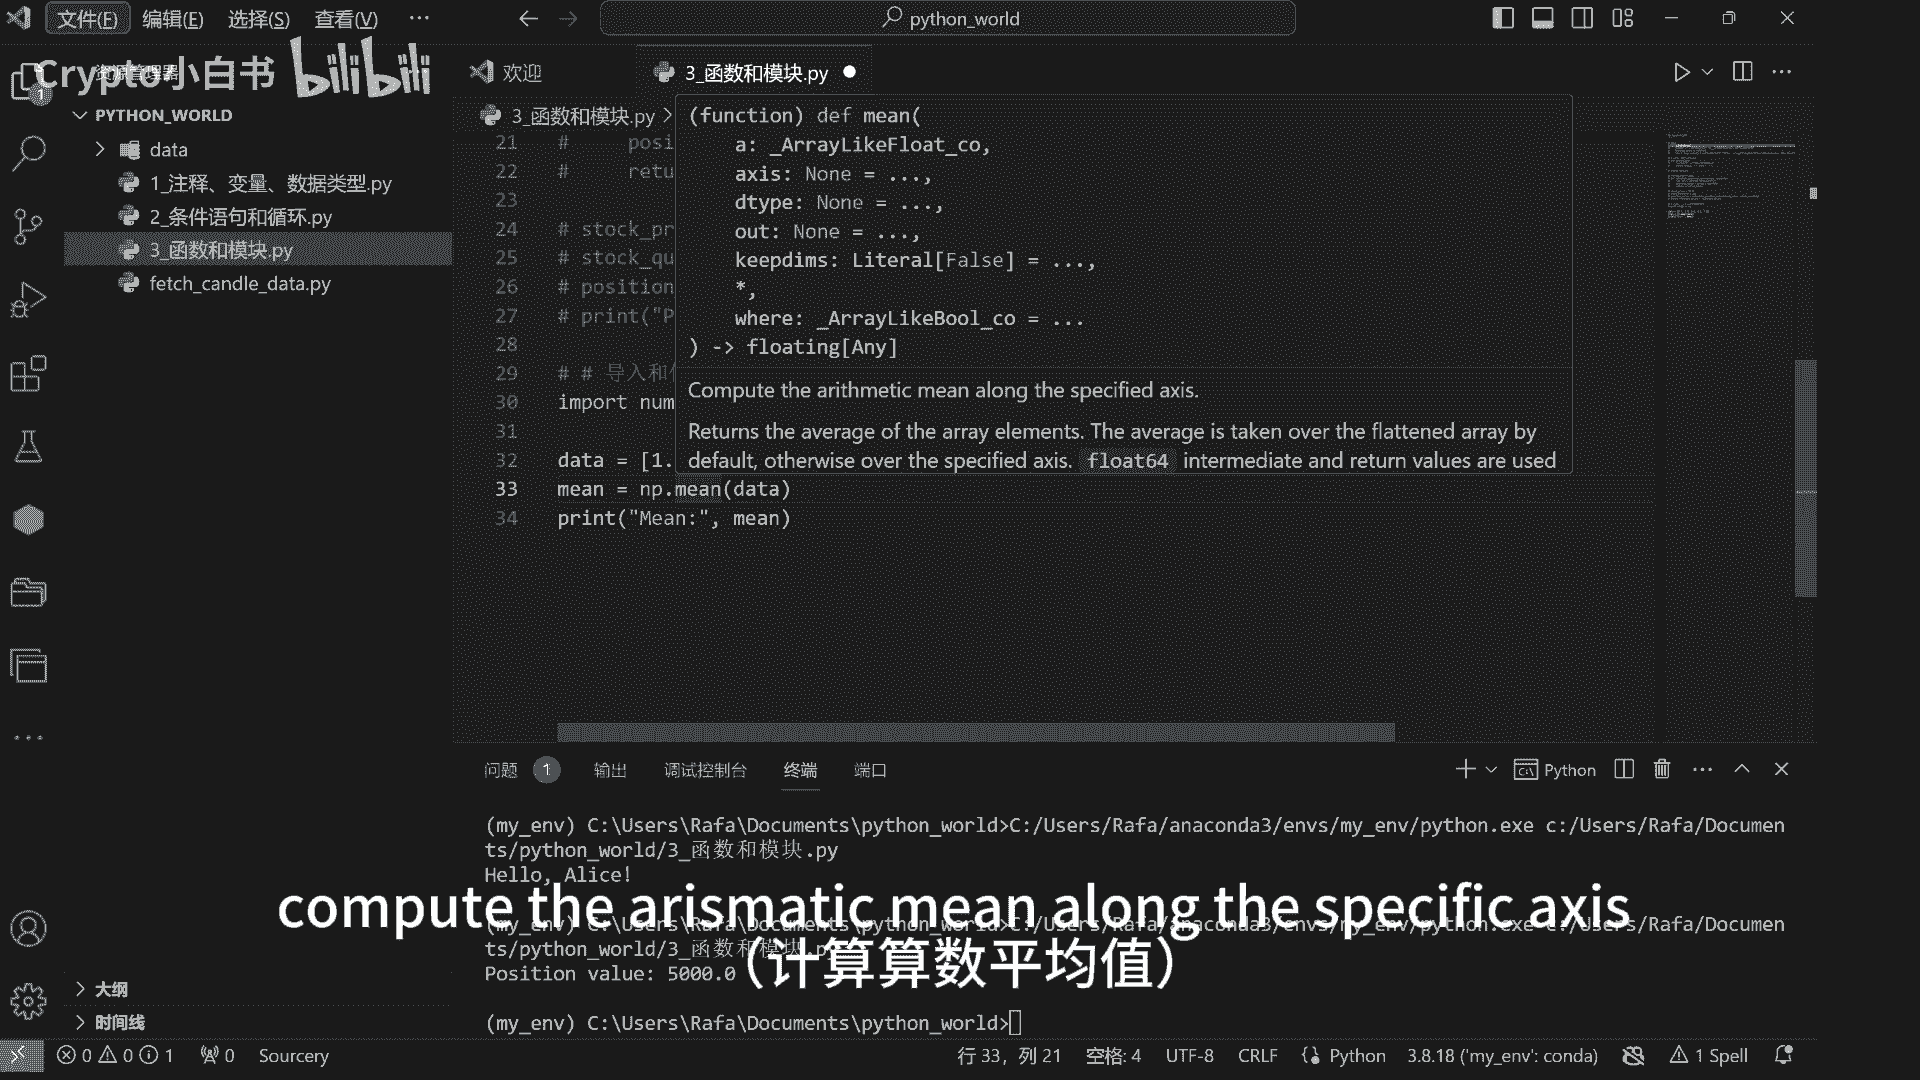 文件(F) 编辑(E) 选择(S) 查看(V) ···
python_world
Crypto小白书 bilibili
资源管理器
1
PYTHON_WORLD
data
1_注释、变量、数据类型.py
2_条件语句和循环.py
3_函数和模块.py
fetch_candle_data.py
大纲
时间线
欢迎
3_函数和模块.py
3_函数和模块.py >
(function) def mean(
a: _ArrayLikeFloat_co,
axis: None = ...,
dtype: None = ...,
out: None = ...,
keepdims: Literal[False] = ...,
*,
where: _ArrayLikeBool_co = ...
) -> floating[Any]
Compute the arithmetic mean along the specified axis.
Returns the average of the array elements. The average is taken over the flattened array by
default, otherwise over the specified axis. float64 intermediate and return values are used
21 # posi
22 # retu
23
24 # stock_pr
25 # stock_qu
26 # position
27 # print("P
28
29 # # 导入和
30 import num
31
32 data = [1.
33 mean = np.mean(data)
34 print("Mean:", mean)
问题 1 输出 调试控制台 终端 端口
Python
(my_env) C:\Users\Rafa\Documents\python_world>C:/Users/Rafa/anaconda3/envs/my_env/python.exe c:/Users/Rafa/Documen
ts/python_world/3_函数和模块.py
Hello, Alice!
(my_env) C:\Users\Rafa\Documents\python_world>C:/Users/Rafa/anaconda3/envs/my_env/python.exe c:/Users/Rafa/Documen
ts/python_world/3_函数和模块.py
Position value: 5000.0
(my_env) C:\Users\Rafa\Documents\python_world>
compute the arismatic mean along the specific axis
(计算算数平均值)
0 0 1 0 Sourcery
行 33，列 21 空格: 4 UTF-8 CRLF Python 3.8.18 ('my_env': conda) 1 Spell